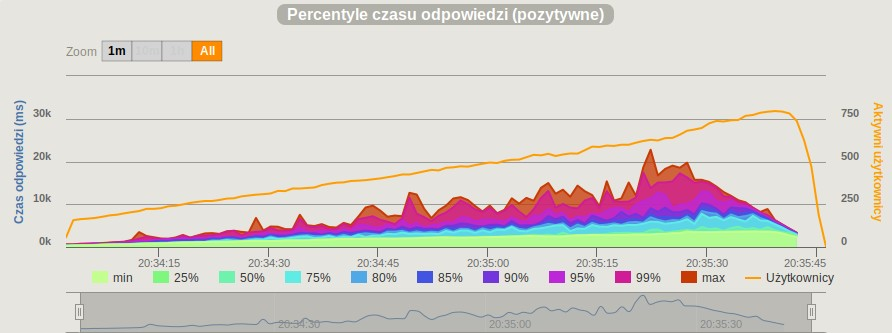 Percentyle czasu odpowiedzi (pozytywne)
Zoom 1m 10m 1h All
Czas odpowiedzi (ms)
30k
20k
10k
0k
750
500
250
0
Aktywni użytkownicy
20:34:15 20:34:30 20:34:45 20:35:00 20:35:15 20:35:30 20:35:45
min 25% 50% 75% 80% 85% 90% 95% 99% max Użytkownicy
20:34:30 20:35:00 20:35:30